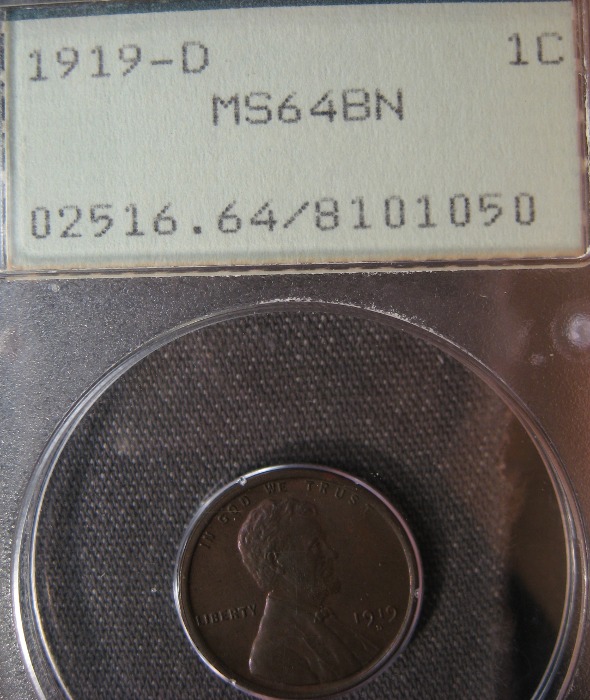 1919-D 1C
MS64BN
02516.64/8101050
IN GOD WE TRUST
LIBERTY
1919
D